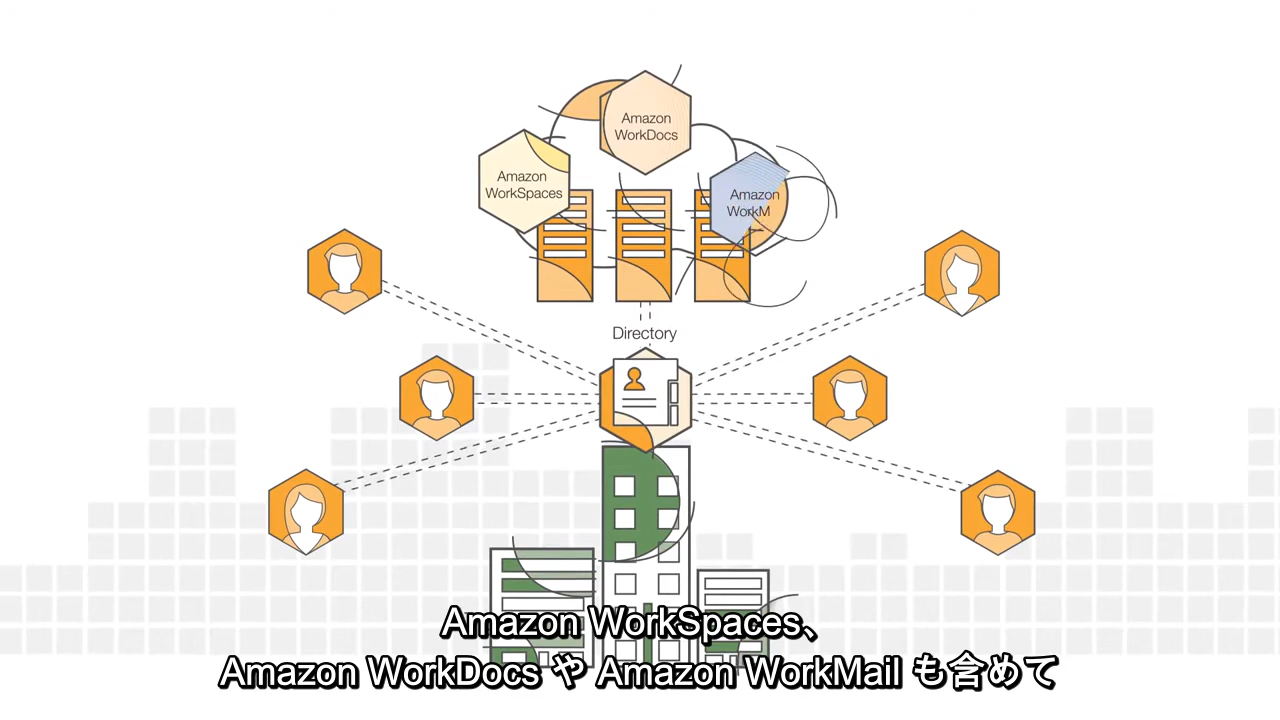 Amazon
WorkDocs
Amazon
WorkSpaces
Amazon
WorkM
Directory
Amazon WorkSpaces、
Amazon WorkDocs や Amazon WorkMail も含めて